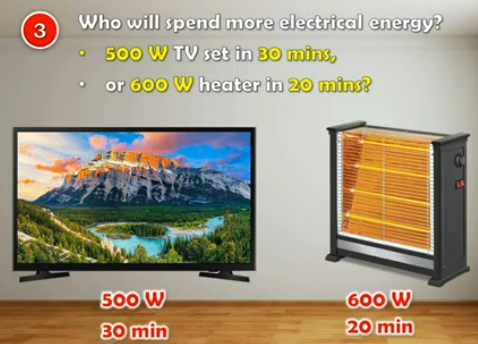 3 Who will spend more electrical energy?
• 500 W TV set in 30 mins,
• or 600 W heater in 20 mins?
500 W
30 min
600 W
20 min